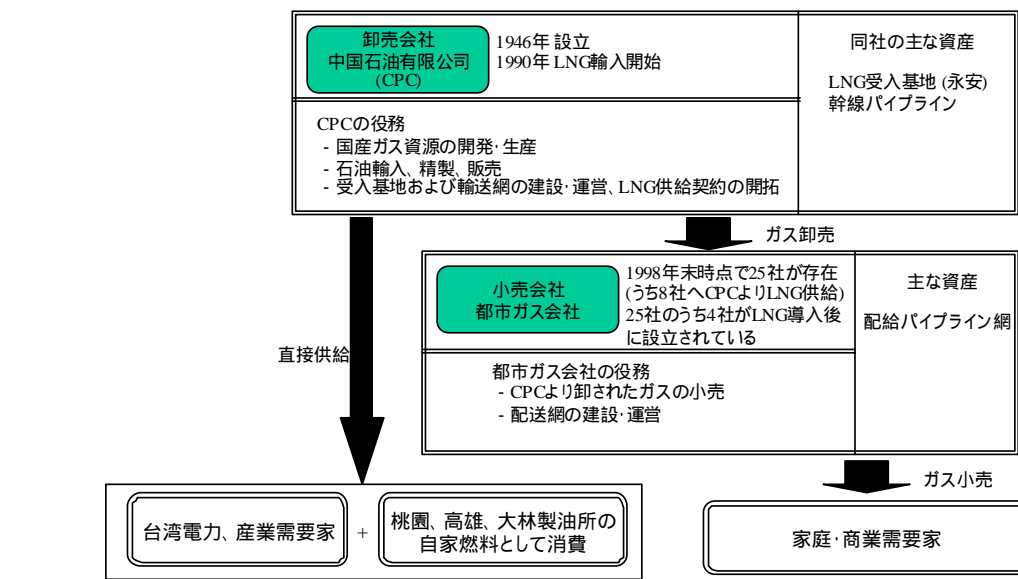 卸売会社
中国石油有限公司
(CPC)
1946年 設立
1990年 LNG輸入開始
同社の主な資産
LNG受入基地 (永安)
幹線パイプライン
CPCの役務
- 国産ガス資源の開発・生産
- 石油輸入、精製、販売
- 受入基地および輸送網の建設・運営、LNG供給契約の開拓
ガス卸売
小売会社
都市ガス会社
1998年末時点で25社が存在
(うち8社へCPCよりLNG供給)
25社のうち4社がLNG導入後
に設立されている
主な資産
配給パイプライン網
直接供給
都市ガス会社の役務
- CPCより卸されたガスの小売
- 配送網の建設・運営
ガス小売
台湾電力、産業需要家
+
桃園、高雄、大林製油所の
自家燃料として消費
家庭・商業需要家